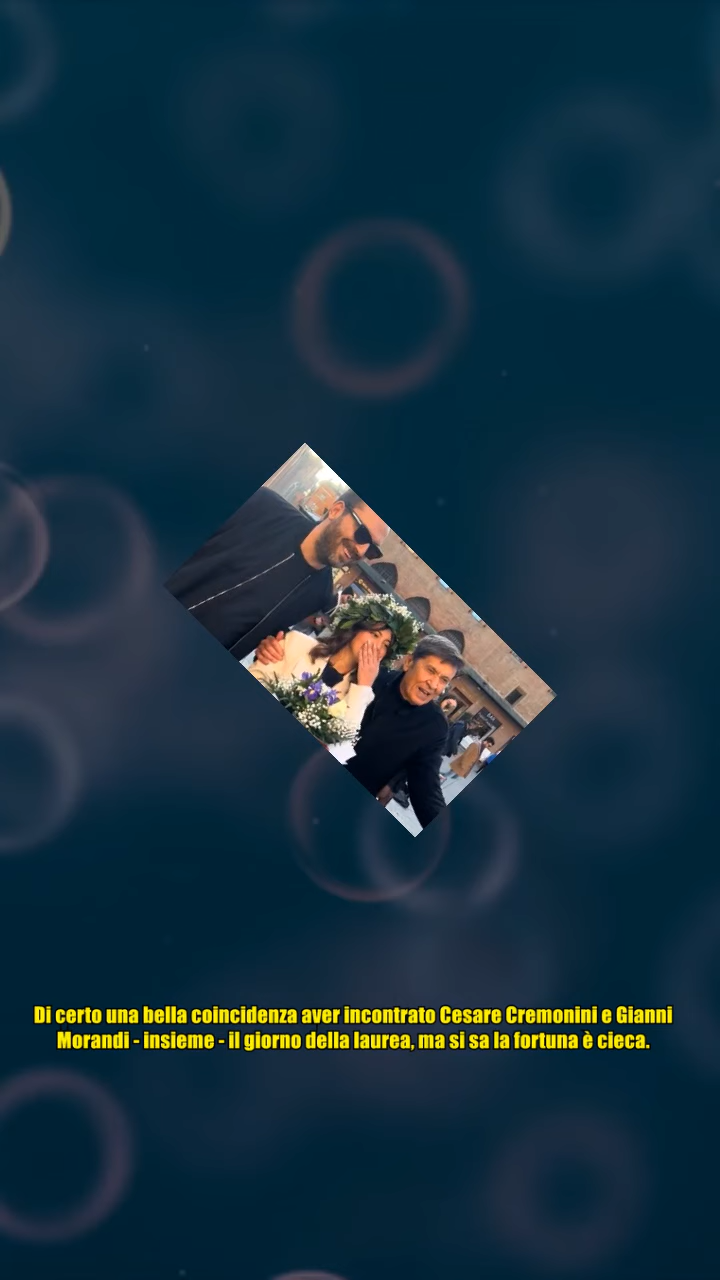 Di certo una bella coincidenza aver incontrato Cesare Cremonini e Gianni
Morandi - insieme - il giorno della laurea, ma si sa la fortuna è cieca.